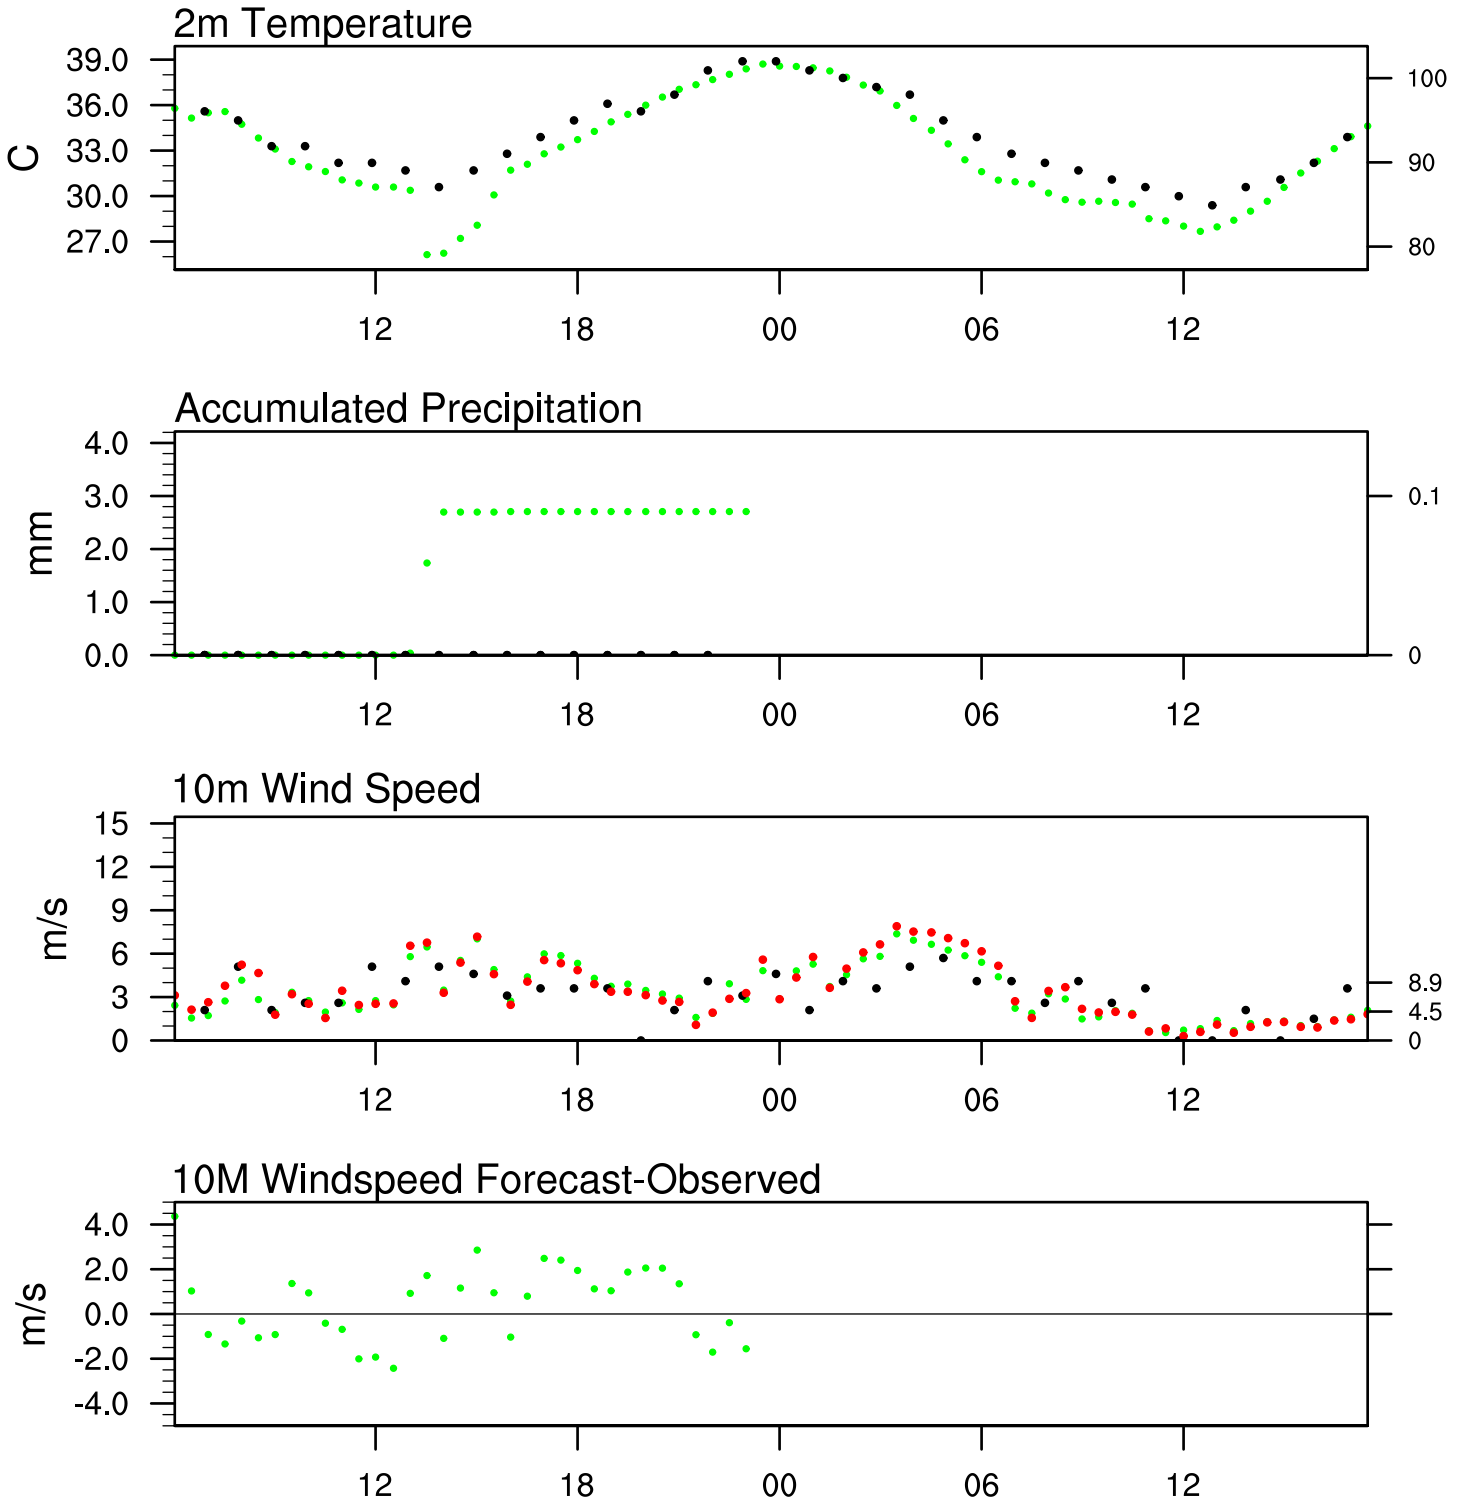 2m Temperature
39.0
36.0
33.0
30.0
27.0
C
100
90
80
12 18 00 06 12
Accumulated Precipitation
4.0
3.0
2.0
1.0
0.0
mm
0.1
0
12 18 00 06 12
10m Wind Speed
15
12
9
6
3
0
m/s
8.9
4.5
0
12 18 00 06 12
10M Windspeed Forecast-Observed
4.0
2.0
0.0
-2.0
-4.0
m/s
12 18 00 06 12